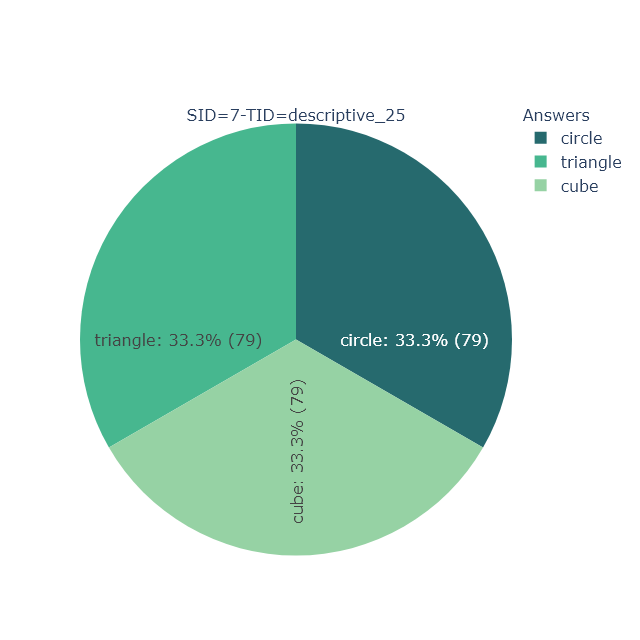 SID=7-TID=descriptive_25
Answers
circle
triangle
cube
triangle: 33.3% (79)
circle: 33.3% (79)
cube: 33.3% (79)